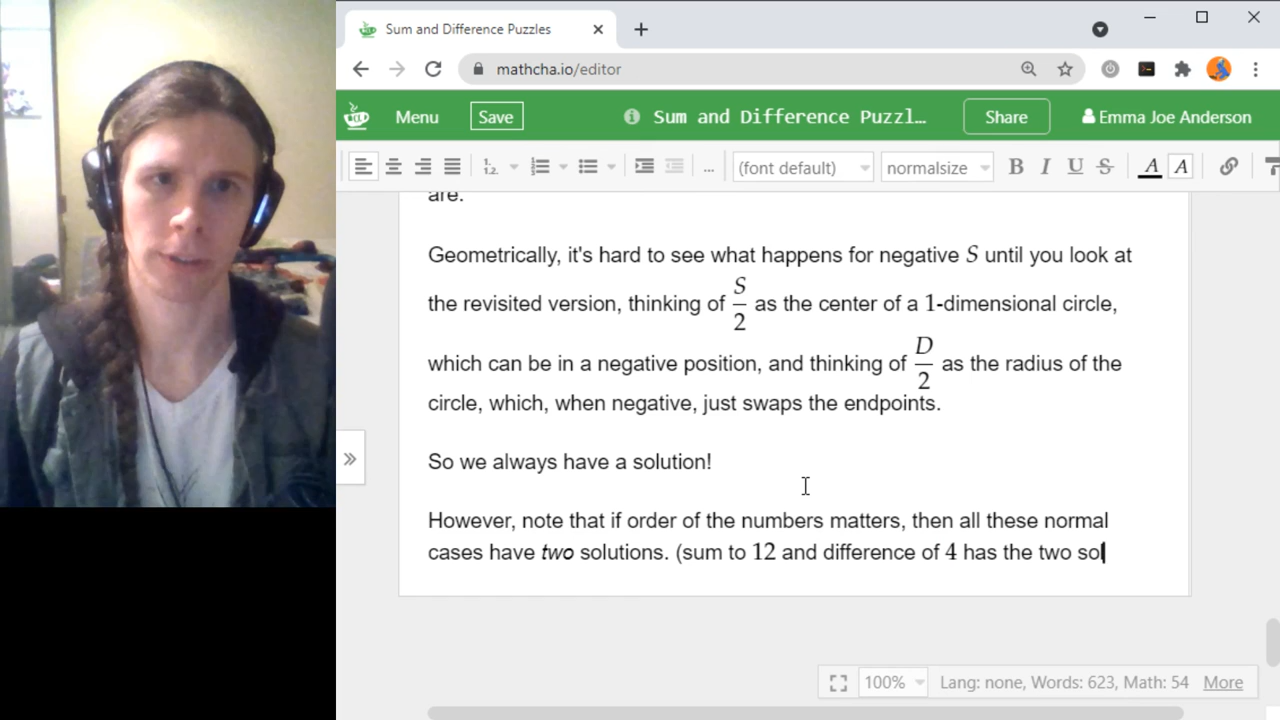 Sum and Difference Puzzles
mathcha.io/editor
Menu Save Sum and Difference Puzzl... Share Emma Joe Anderson
1.2. ... (font default) normalsize B I U S A A
are.
Geometrically, it's hard to see what happens for negative S until you look at
the revisited version, thinking of S/2 as the center of a 1-dimensional circle,
which can be in a negative position, and thinking of D/2 as the radius of the
circle, which, when negative, just swaps the endpoints.
So we always have a solution!
However, note that if order of the numbers matters, then all these normal
cases have two solutions. (sum to 12 and difference of 4 has the two sol
100% Lang: none, Words: 623, Math: 54 More